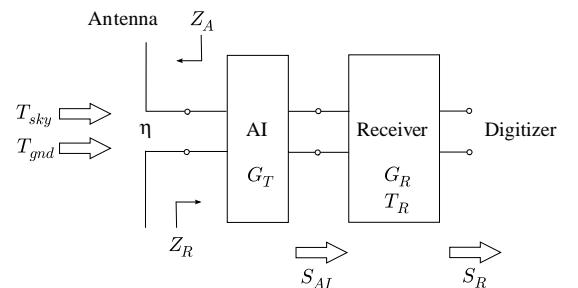 Antenna
Z_A
T_sky
T_gnd
η
AI
G_T
Receiver
G_R
T_R
Digitizer
Z_R
S_AI
S_R